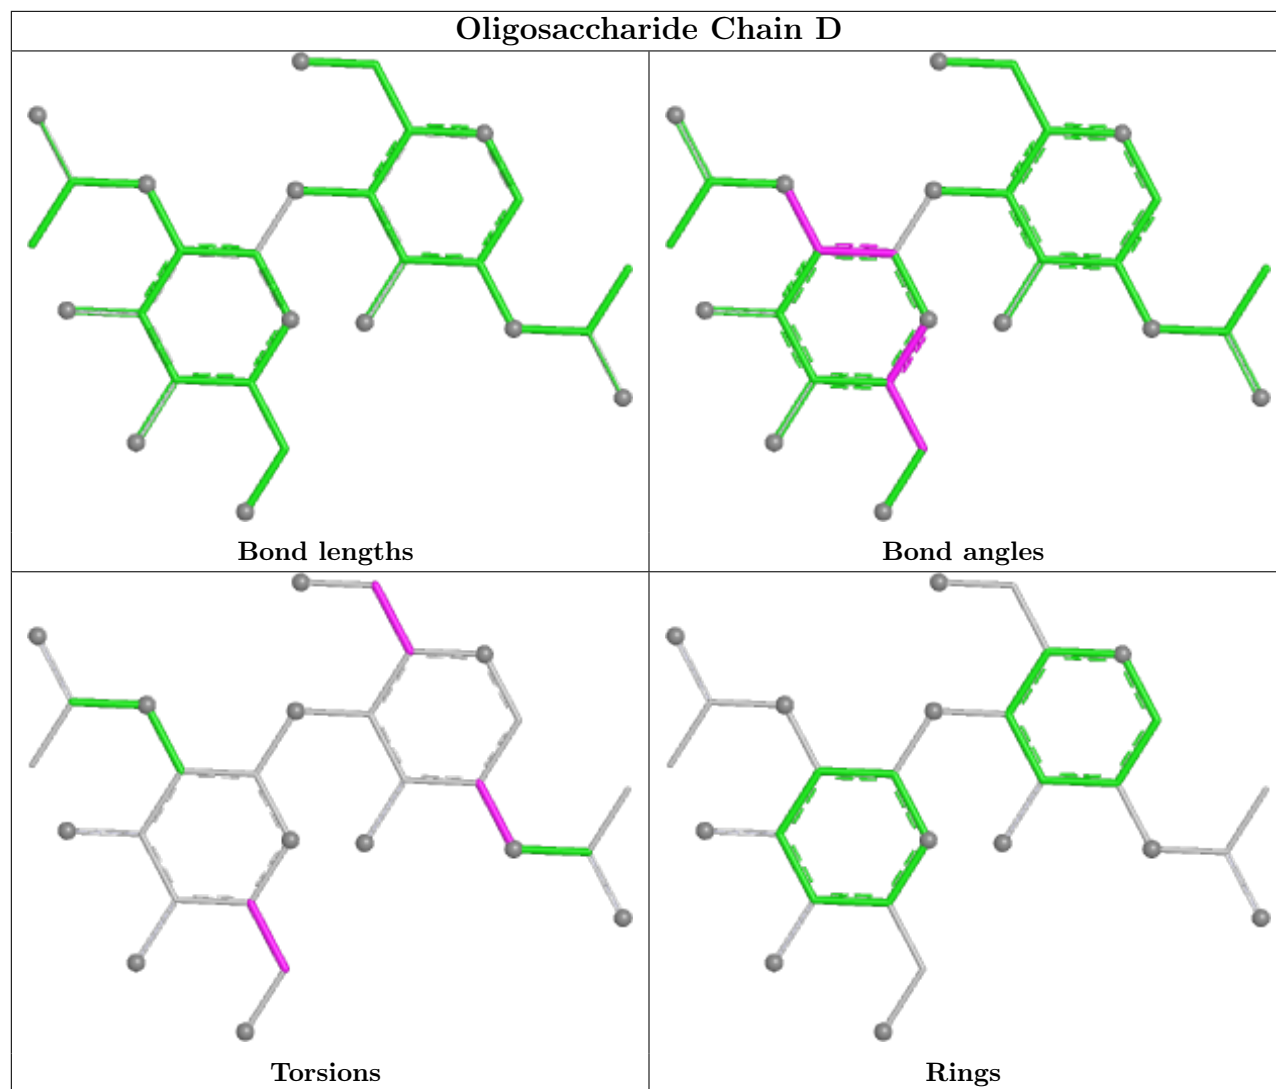 Oligosaccharide Chain D
Bond lengths
Bond angles
Torsions
Rings